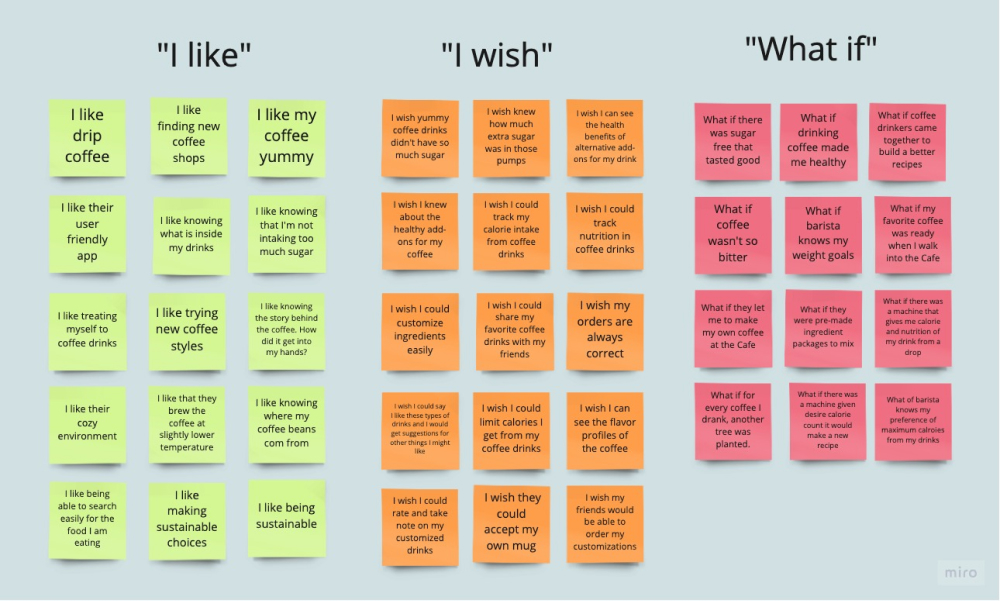 "I like"
"I wish"
"What if"
I like
drip
coffee
I like
finding new
coffee
shops
I like my
coffee
yummy
I like their
user
friendly
app
I like knowing
what is inside
my drinks
I like knowing
that I'm not
intaking too
much sugar
I like treating
myself to
coffee drinks
I like trying
new coffee
styles
I like knowing
the story behind
the coffee. How
did it get into
my hands?
I like their
cozy
environment
I like that they
brew the
coffee at
slightly lower
temperature
I like knowing
where my
coffee beans
com from
I like being
able to search
easily for the
food I am
eating
I like
making
sustainable
choices
I like being
sustainable
I wish yummy
coffee drinks
didn't have so
much sugar
I wish knew
how much
extra sugar
was in those
pumps
I wish I can see
the health
benefits of
alternative add-
ons for my drink
I wish I knew
about the
healthy add-
ons for my
coffee
I wish I could
track my
calorie intake
from coffee
drinks
I wish I could
track
nutrition in
coffee drinks
I wish I could
customize
ingredients
easily
I wish I could
share my
favorite coffee
drinks with my
friends
I wish my
orders are
always
correct
I wish I could say
I like these types of
drinks and I would
get suggestions for
other things I might
like
I wish I could
limit calories I
get from my
coffee drinks
I wish I can
see the flavor
profiles of
the coffee
I wish I could
rate and take
note on my
customized
drinks
I wish they
could
accept my
own mug
I wish my
friends would
be able to
order my
customizations
What if there
was sugar
free that
tasted good
What if
drinking
coffee made
me healthy
What if coffee
drinkers came
together to
build a better
recipes
What if
coffee
wasn't so
bitter
What if
barista
knows my
weight goals
What if my
favorite coffee
was ready
when I walk
into the Cafe
What if they let
me to make
my own coffee
at the Cafe
What if they
were pre-made
ingredient
packages to mix
What if there was
a machine that
gives me calorie
and nutrition of
my drink from a
drop
What if for
every coffee I
drank, another
tree was
planted.
What if there was
a machine given
desire calorie
count it would
make a new
recipe
What of barista
knows my
preference of
maximum calroies
from my drinks
miro